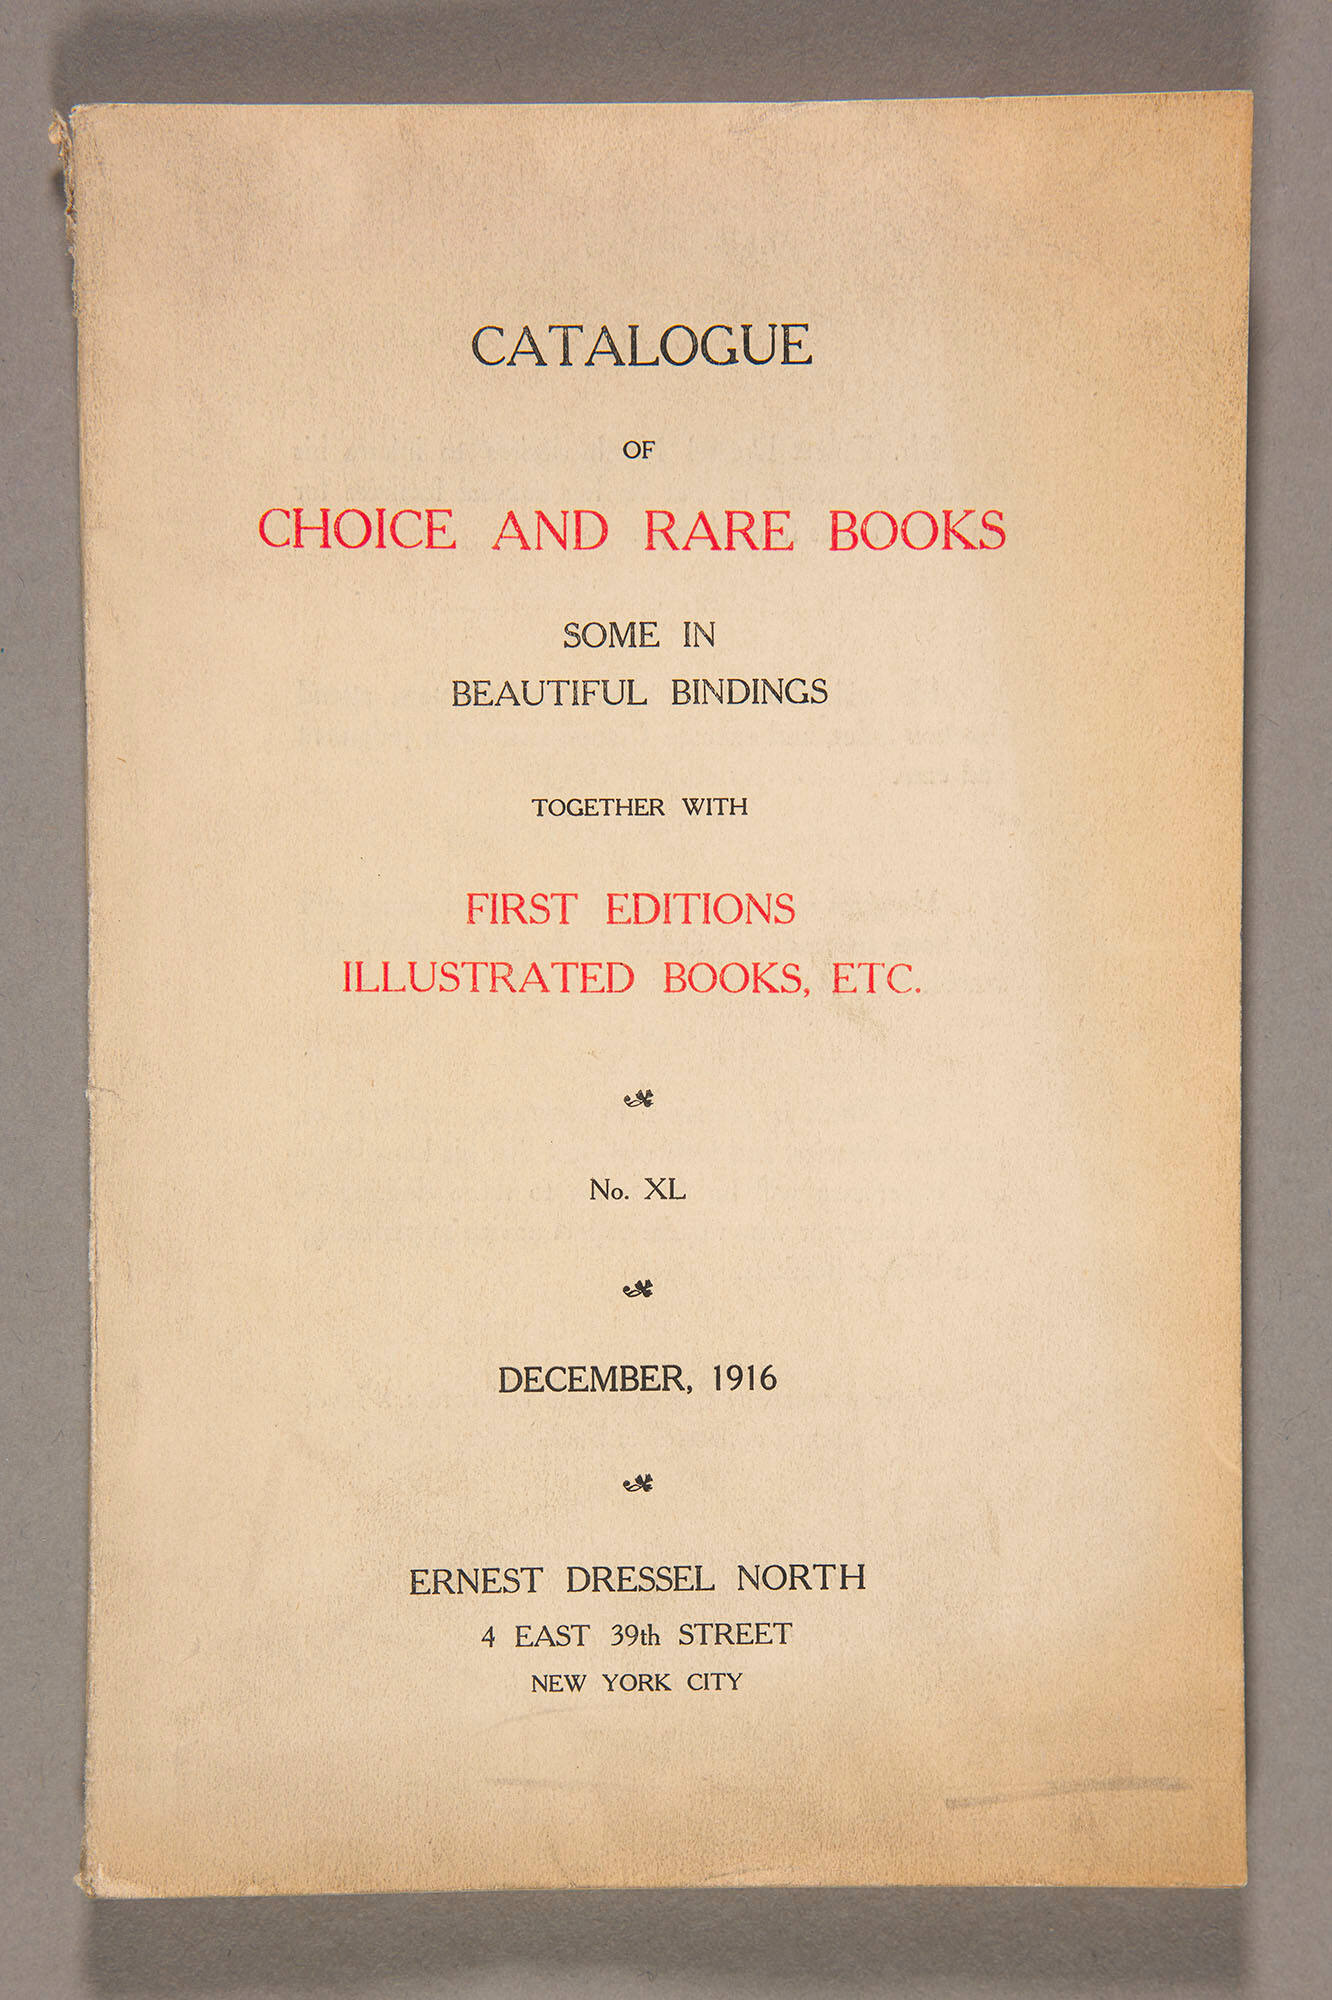 CATALOGUE
OF
CHOICE AND RARE BOOKS
SOME IN
BEAUTIFUL BINDINGS
TOGETHER WITH
FIRST EDITIONS
ILLUSTRATED BOOKS, ETC.
No. XL
DECEMBER, 1916
ERNEST DRESSEL NORTH
4 EAST 39th STREET
NEW YORK CITY